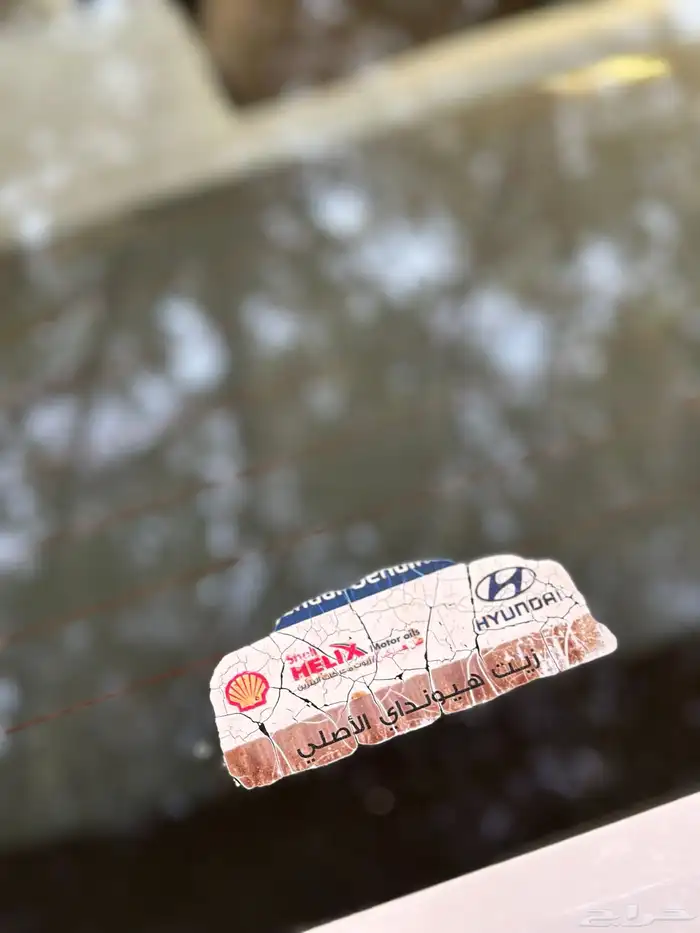 HYUNDAI
Shell
HELIX Motor oils
زيت هيونداي الأصلي
حراج